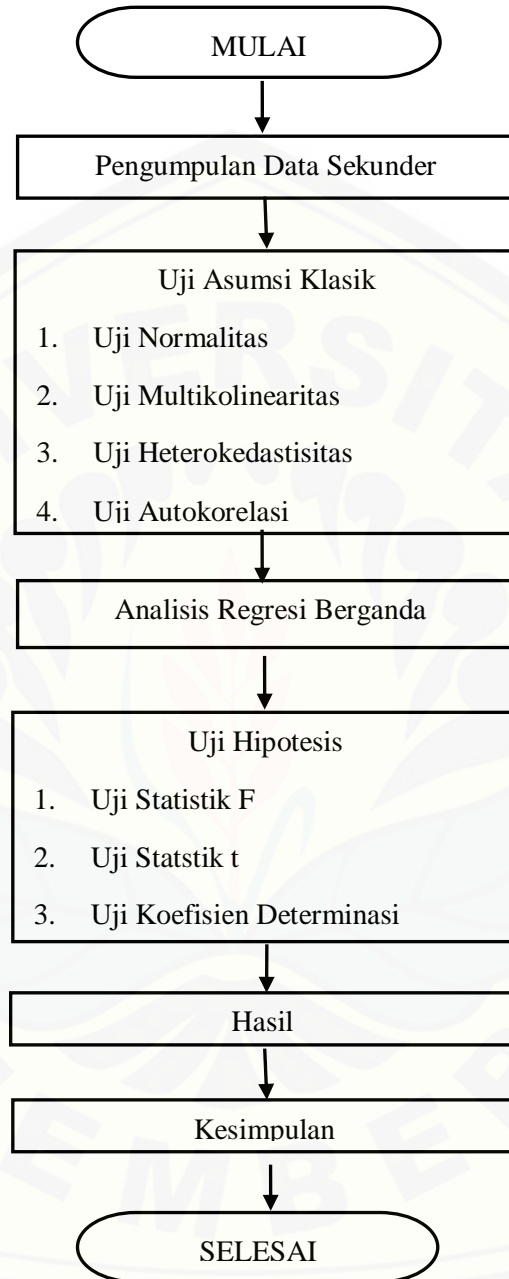 MULAI
Pengumpulan Data Sekunder
Uji Asumsi Klasik
1. Uji Normalitas
2. Uji Multikolinearitas
3. Uji Heterokedastisitas
4. Uji Autokorelasi
Analisis Regresi Berganda
Uji Hipotesis
1. Uji Statistik F
2. Uji Statstik t
3. Uji Koefisien Determinasi
Hasil
Kesimpulan
SELESAI